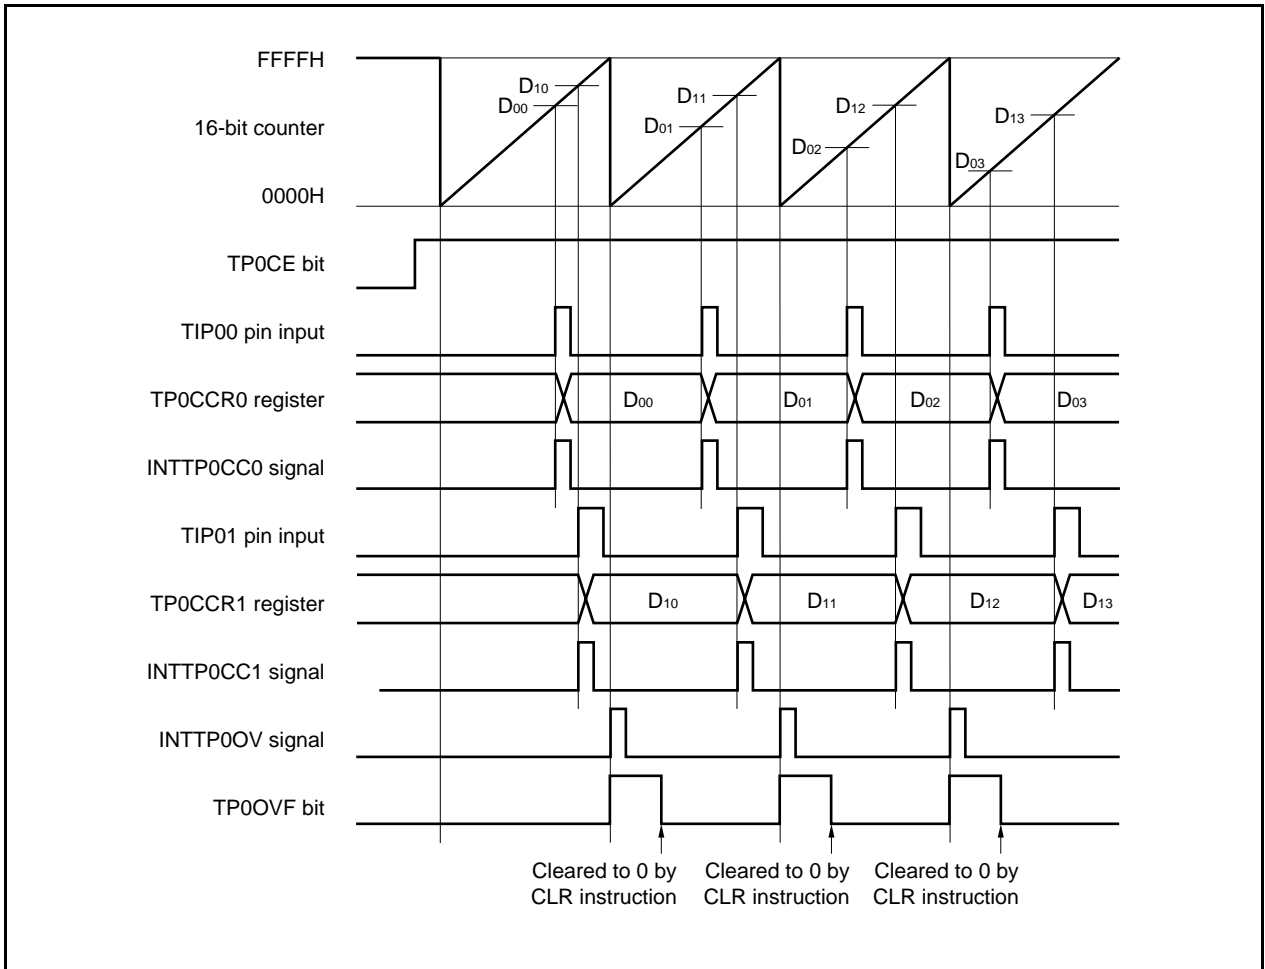 FFFFH
D10
D00
D11
D01
D12
D02
D13
D03
16-bit counter
0000H
TP0CE bit
TIP00 pin input
TP0CCR0 register
D00
D01
D02
D03
INTTP0CC0 signal
TIP01 pin input
TP0CCR1 register
D10
D11
D12
D13
INTTP0CC1 signal
INTTP0OV signal
TP0OVF bit
Cleared to 0 by
CLR instruction
Cleared to 0 by
CLR instruction
Cleared to 0 by
CLR instruction